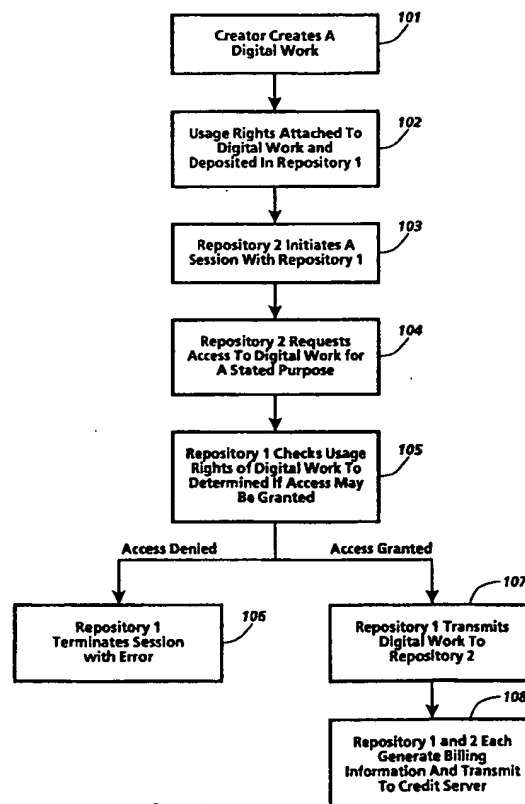 101
Creator Creates A
Digital Work
102
Usage Rights Attached To
Digital Work and
Deposited In Repository 1
103
Repository 2 Initiates A
Session With Repository 1
104
Repository 2 Requests
Access To Digital Work for
A Stated Purpose
105
Repository 1 Checks Usage
Rights of Digital Work To
Determined If Access May
Be Granted
Access Denied
Access Granted
106
Repository 1
Terminates Session
with Error
107
Repository 1 Transmits
Digital Work To
Repository 2
108
Repository 1 and 2 Each
Generate Billing
Information And Transmit
To Credit Server